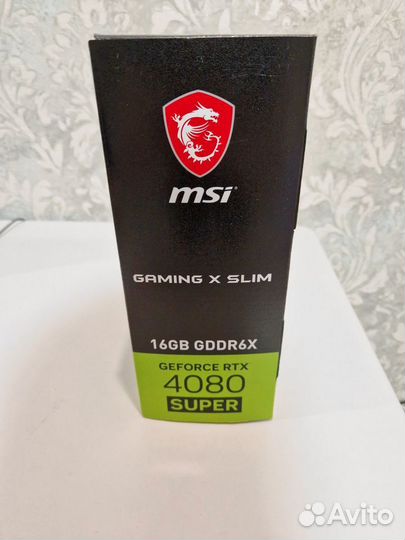 msi
GAMING X SLIM
16GB GDDR6X
GEFORCE RTX
4080
SUPER
Avito